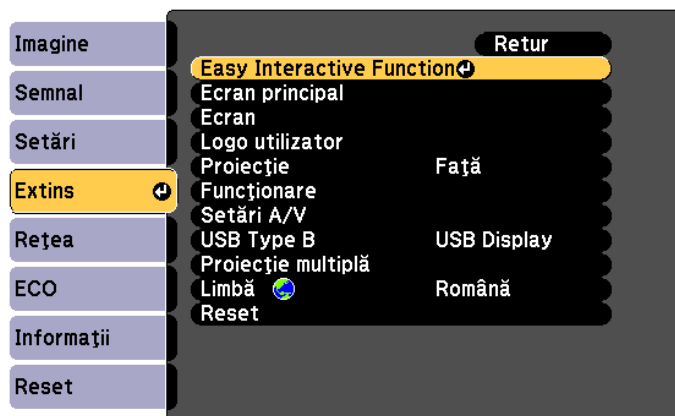 Imagine
Semnal
Setări
Extins
Reţea
ECO
Informaţii
Reset
Retur
Easy Interactive Function
Ecran principal
Ecran
Logo utilizator
Proiecţie Faţă
Funcţionare
Setări A/V
USB Type B USB Display
Proiecţie multiplă
Limbă Română
Reset